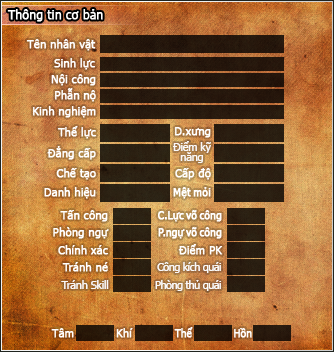 Thông tin cơ bản
Tên nhân vật
Sinh lực
Nội công
Phẫn nộ
Kinh nghiệm
Thể lực D.xưng
Đẳng cấp Điểm kỹ năng
Chế tạo Cấp độ
Danh hiệu Mệt mỏi
Tấn công C.Lực võ công
Phòng ngự P.ngự võ công
Chính xác Điểm PK
Tránh né Công kích quái
Tránh Skill Phòng thủ quái
Tâm Khí Thể Hồn